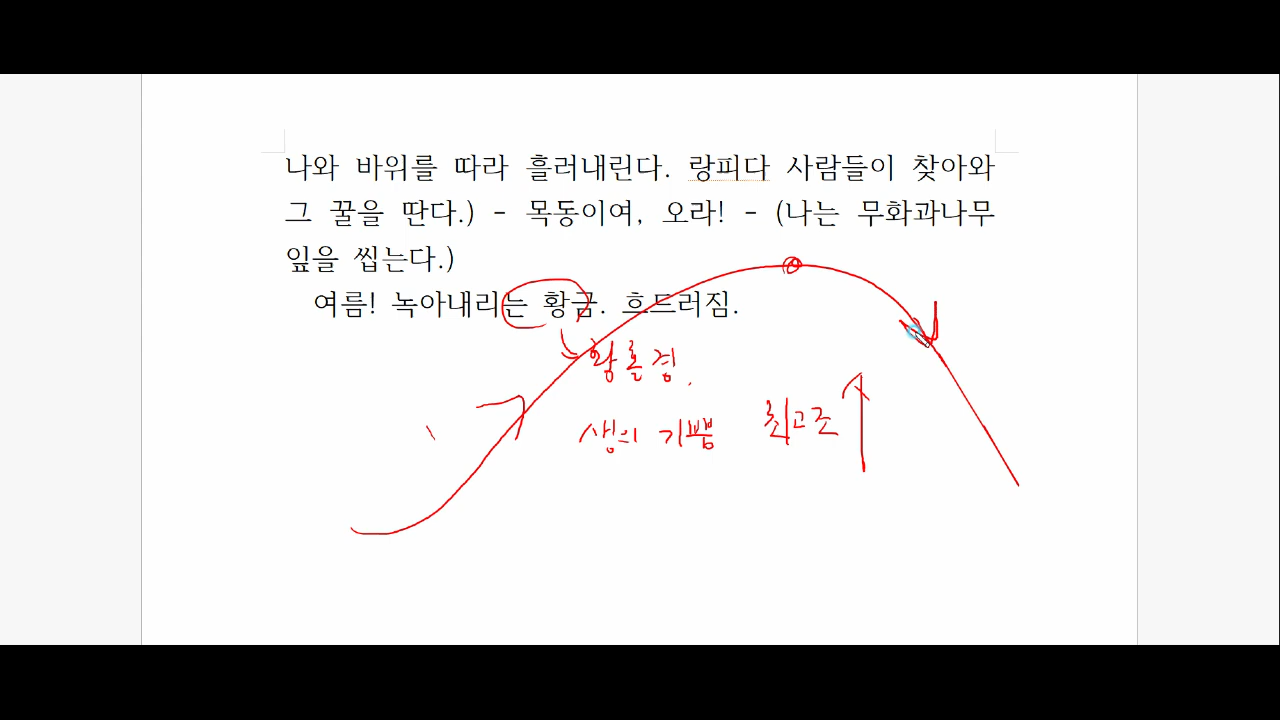 나와 바위를 따라 흘러내린다. 랑피다 사람들이 찾아와
그 꿀을 딴다.) - 목동이여, 오라! - (나는 무화과나무
잎을 씹는다.)
여름! 녹아내리는 황금. 흐드러짐.
황홀경.
생의 기쁨 최고조